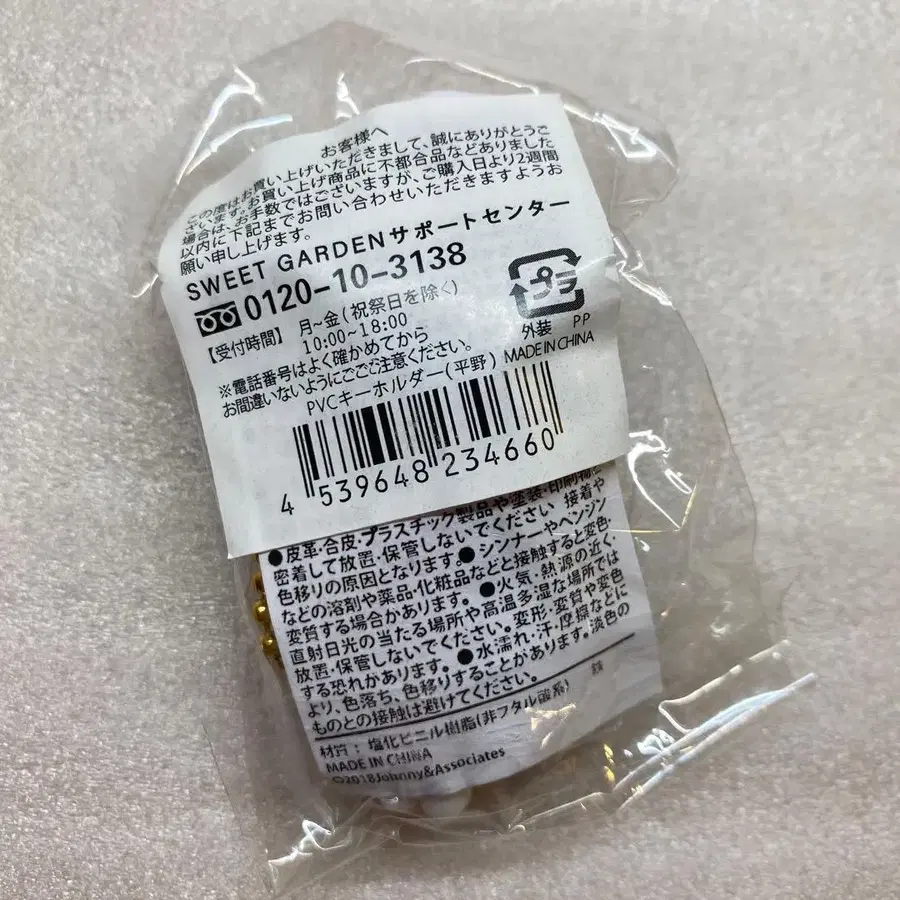 お客様へ
この度はお買い上げいただきまして、誠にありがとうご
ざいます。お買い上げ商品に不都合品などありました
場合は、お手数ではございますが、ご購入日より2週間
以内に下記までお問い合わせいただきますようお
願い申し上げます。
SWEET GARDENサポートセンター
0120-10-3138
【受付時間】 月~金(祝祭日を除く)
10:00~18:00
※電話番号はよく確かめてから
お間違いないようにごご注意ください。
プラ
外装 PP
MADE IN CHINA
PVCキーホルダー(平野)
4 539648 234660
●皮革・合皮・プラスチック製品や塗装・印刷物と
密着して放置・保管しないでください 接着や
色移りの原因となります。●シンナーやベンジン
などの溶剤や薬品・化粧品などと接触すると変色・
変質する場合があります。●火気・熱源の近く・
直射日光の当たる場所や高温多湿な場所では
放置・保管しないでください。変形・変質や変色
する恐れがあります。●水濡れ・汗・摩擦などに
より、色落ち、色移りすることがあります。淡色の
ものとの接触は避けてください。
材質:塩化ビニル樹脂(非フタル酸系) 鉄
MADE IN CHINA
©2018Johnny&Associates